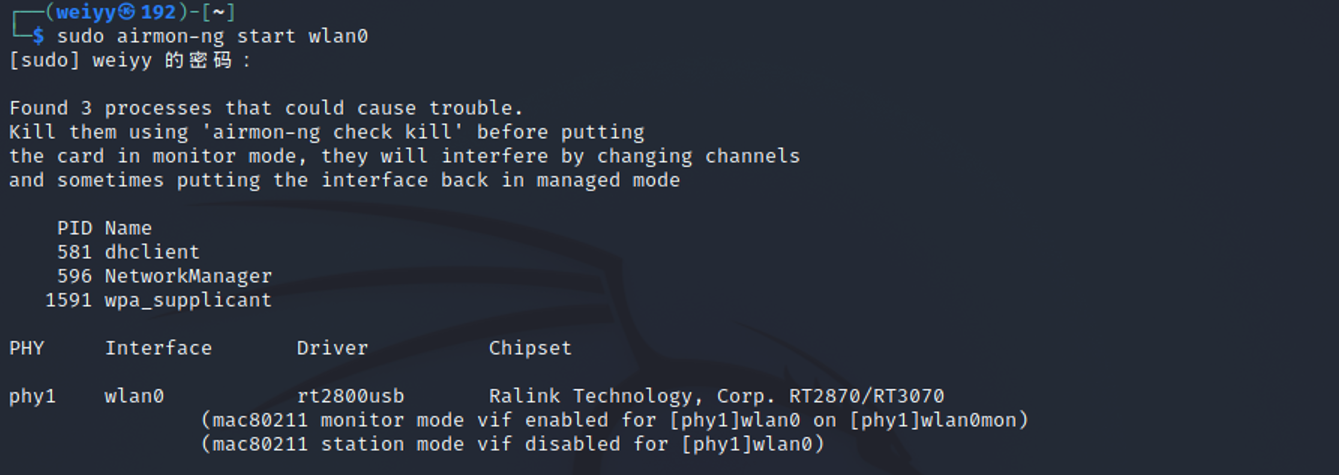 ┌──(weiyy㉿192)-[~]
└─$ sudo airmon-ng start wlan0
[sudo] weiyy 的密码：

Found 3 processes that could cause trouble.
Kill them using 'airmon-ng check kill' before putting
the card in monitor mode, they will interfere by changing channels
and sometimes putting the interface back in managed mode

    PID Name
    581 dhclient
    596 NetworkManager
   1591 wpa_supplicant

PHY     Interface       Driver          Chipset

phy1    wlan0           rt2800usb       Ralink Technology, Corp. RT2870/RT3070
                (mac80211 monitor mode vif enabled for [phy1]wlan0 on [phy1]wlan0mon)
                (mac80211 station mode vif disabled for [phy1]wlan0)